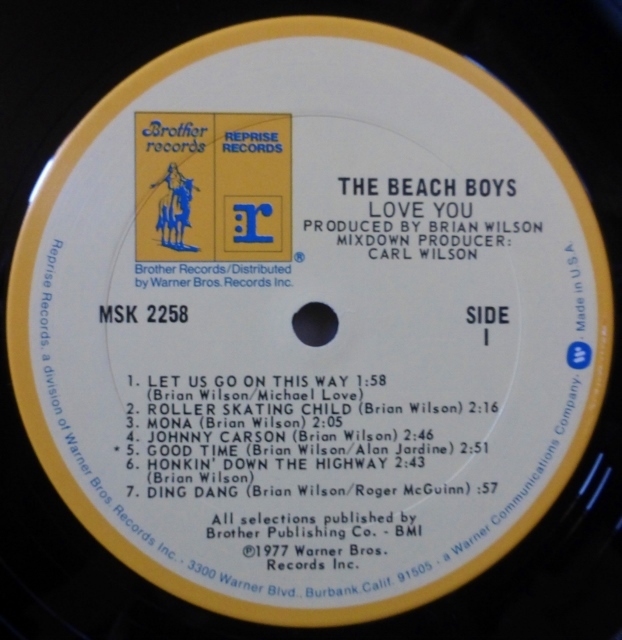 Brother
records
REPRISE
RECORDS
r
®
Brother Records/Distributed
by Warner Bros. Records Inc.
THE BEACH BOYS
LOVE YOU
PRODUCED BY BRIAN WILSON
MIXDOWN PRODUCER:
CARL WILSON
MSK 2258
SIDE
1
1. LET US GO ON THIS WAY 1:58
(Brian Wilson/Michael Love)
2. ROLLER SKATING CHILD (Brian Wilson) 2:16
3. MONA (Brian Wilson) 2:05
4. JOHNNY CARSON (Brian Wilson) 2:46
* 5. GOOD TIME (Brian Wilson/Alan Jardine) 2:51
6. HONKIN' DOWN THE HIGHWAY 2:43
(Brian Wilson)
7. DING DANG (Brian Wilson/Roger McGuinn) :57
All selections published by
Brother Publishing Co. - BMI
℗1977 Warner Bros.
Records Inc.
Reprise Records, a division of Warner Bros. Records Inc. · 3300 Warner Blvd., Burbank, Calif. 91505 · a Warner Communications Company. W · Made in U.S.A.